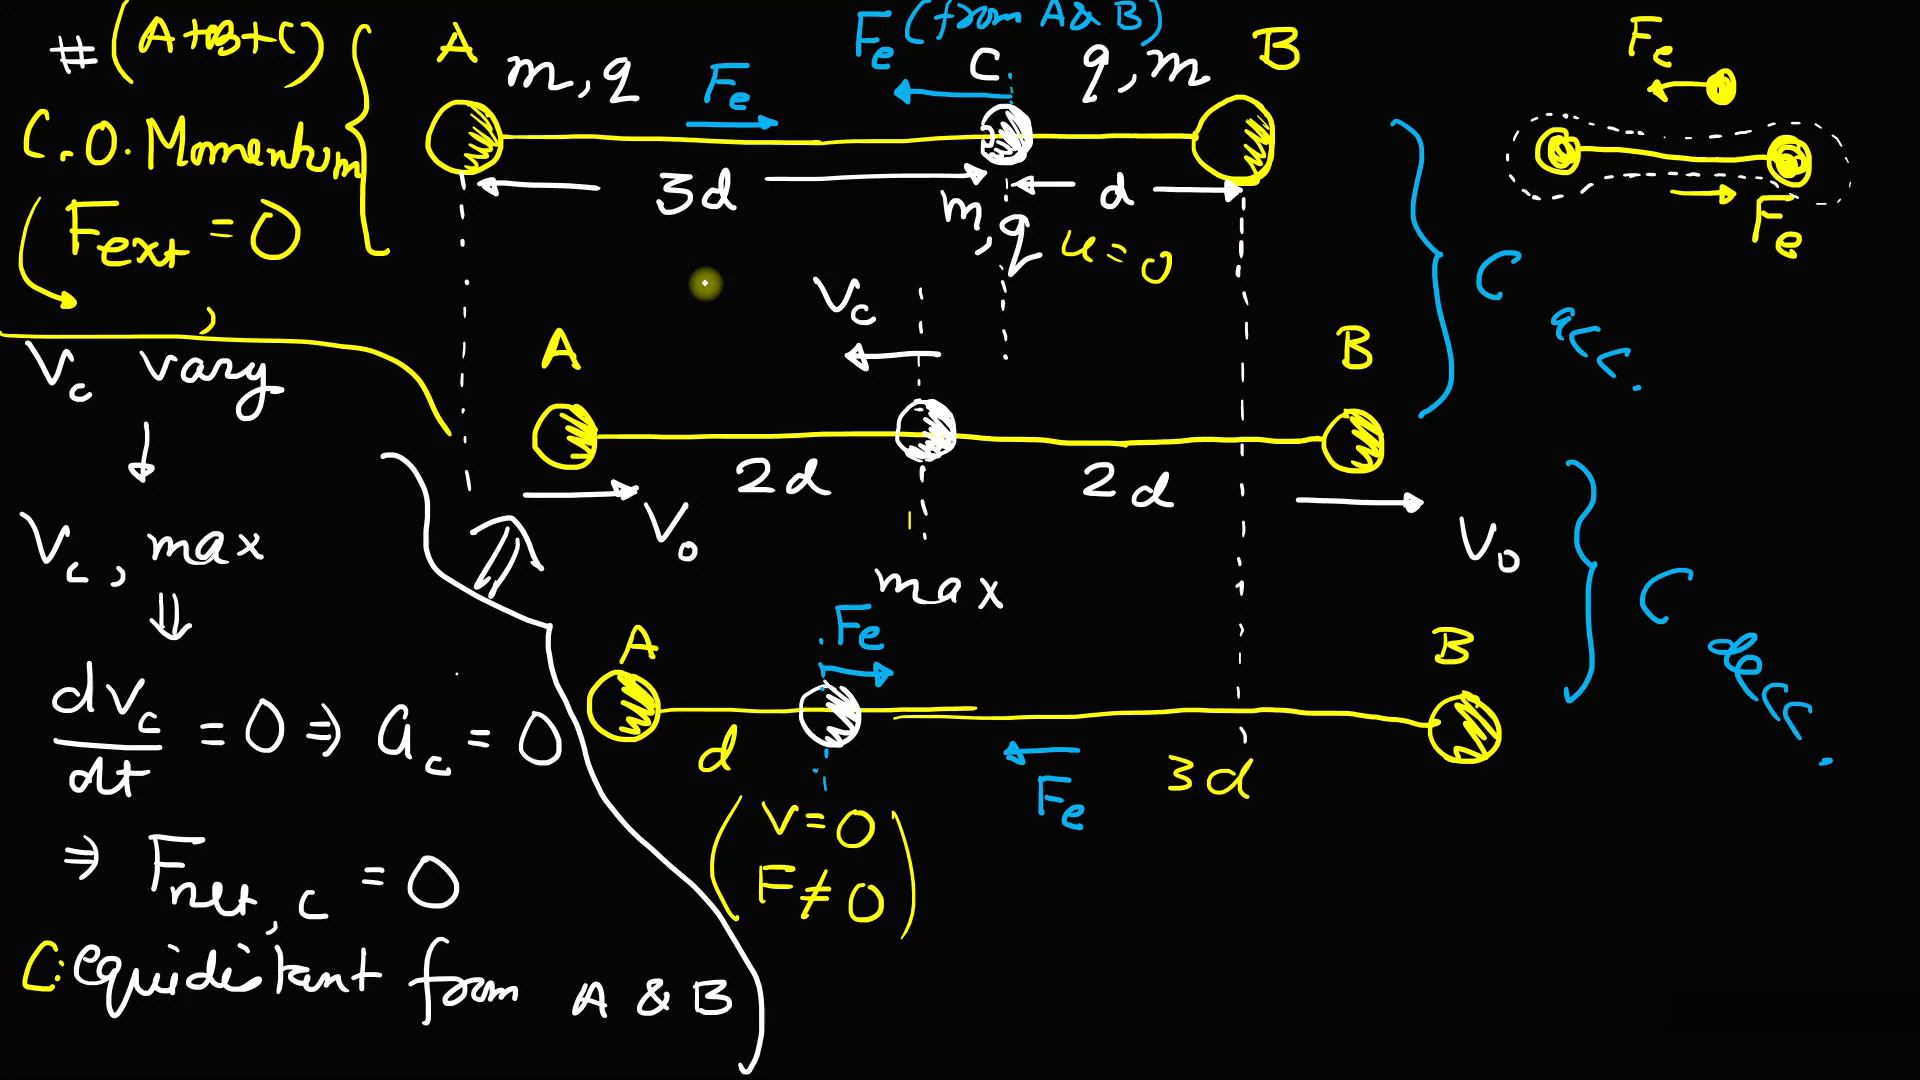 # (A+B+C)
C.O. Momentum
Fext = 0 ,
Vc vary
↓
Vc, max
⇓
dVc/dt = 0 ⇒ ac = 0
⇒ Fnet, c = 0
C: equidistant from A & B
Fe (from A & B)
A m, q Fe C q, m B
3d d
m, q u = 0
Vc
A B
2d 2d
V0 V0
max
Fe
A B
d Fe 3d
(V = 0
F ≠ 0)
Fe
Fe
C acc.
C decc.